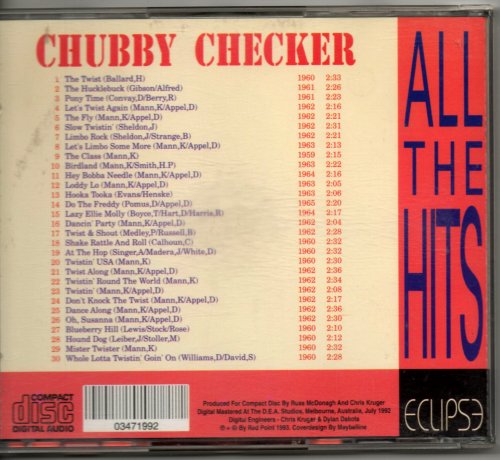 CHUBBY CHECKER
1 The Twist (Ballard,H) 1960 2:33
2 The Hucklebuck (Gibson/Alfred) 1961 2:26
3 Pony Time (Convay,D/Berry,R) 1961 2:23
4 Let's Twist Again (Mann,K/Appel,D) 1962 2:16
5 The Fly (Mann,K/Appel,D) 1962 2:21
6 Slow Twistin' (Sheldon,J) 1962 2:31
7 Limbo Rock (Sheldon,J/Strange,B) 1962 2:21
8 Let's Limbo Some More (Mann,K/Appel,D) 1963 2:13
9 The Class (Mann,K) 1959 2:15
10 Birdland (Mann,K/Smith,H.P) 1963 2:22
11 Hey Bobba Needle (Mann,K/Appel,D) 1964 2:16
12 Loddy Lo (Mann,K/Appel,D) 1963 2:05
13 Hooka Tooka (Evans/Henske) 1963 2:06
14 Do The Freddy (Pomus,D/Appel,D) 1965 2:20
15 Lazy Ellie Molly (Boyce,T/Hart,D/Harris,R) 1964 2:17
16 Dancin' Party (Mann,K/Appel,D) 1962 2:04
17 Twist & Shout (Medley,P/Russell,B) 1962 2:08
18 Shake Rattle And Roll (Calhoun,C) 1960 2:32
19 At The Hop (Singer,A/Madera,J/White,D) 1960 2:32
20 Twistin' USA (Mann,K) 1960 2:32
21 Twist Along (Mann,K/Appel,D) 1962 2:36
22 Twistin' Round The World (Mann,K) 1962 2:34
23 Twistin' (Mann,K/Appel,D) 1962 2:08
24 Don't Knock The Twist (Mann,K/Appel,D) 1962 2:17
25 Dance Along (Mann,K/Appel,D) 1962 2:36
26 Oh, Susanna (Mann,K/Appel,D) 1962 2:30
27 Blueberry Hill (Lewis/Stock/Rose) 1960 2:10
28 Hound Dog (Leiber,J/Stoller,M) 1960 2:12
29 Mister Twister (Mann,K) 1960 2:32
30 Whole Lotta Twistin' Goin' On (Williams,D/David,S) 1960 2:28
ALL THE HITS
COMPACT
disc
DIGITAL AUDIO
03471992
Produced For Compact Disc By Russ McDonagh And Chris Kruger
Digital Mastered At The D.E.A. Studios, Melbourne, Australia, July 1992
Digital Engineers - Chris Kruger & Dylan Oskota
℗ + © By Red Point 1993. Coverdesign By Maybelline
ECLIPSE